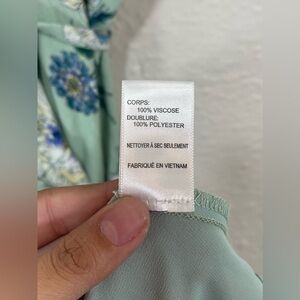 CORPS:
100% VISCOSE
DOUBLURE:
100% POLYESTER
NETTOYER À SEC SEULEMENT
FABRIQUÉ EN VIETNAM